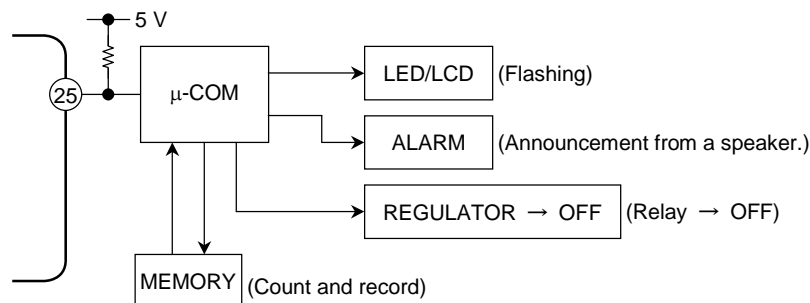 5 V
25
μ-COM
LED/LCD (Flashing)
ALARM (Announcement from a speaker.)
REGULATOR → OFF (Relay → OFF)
MEMORY (Count and record)